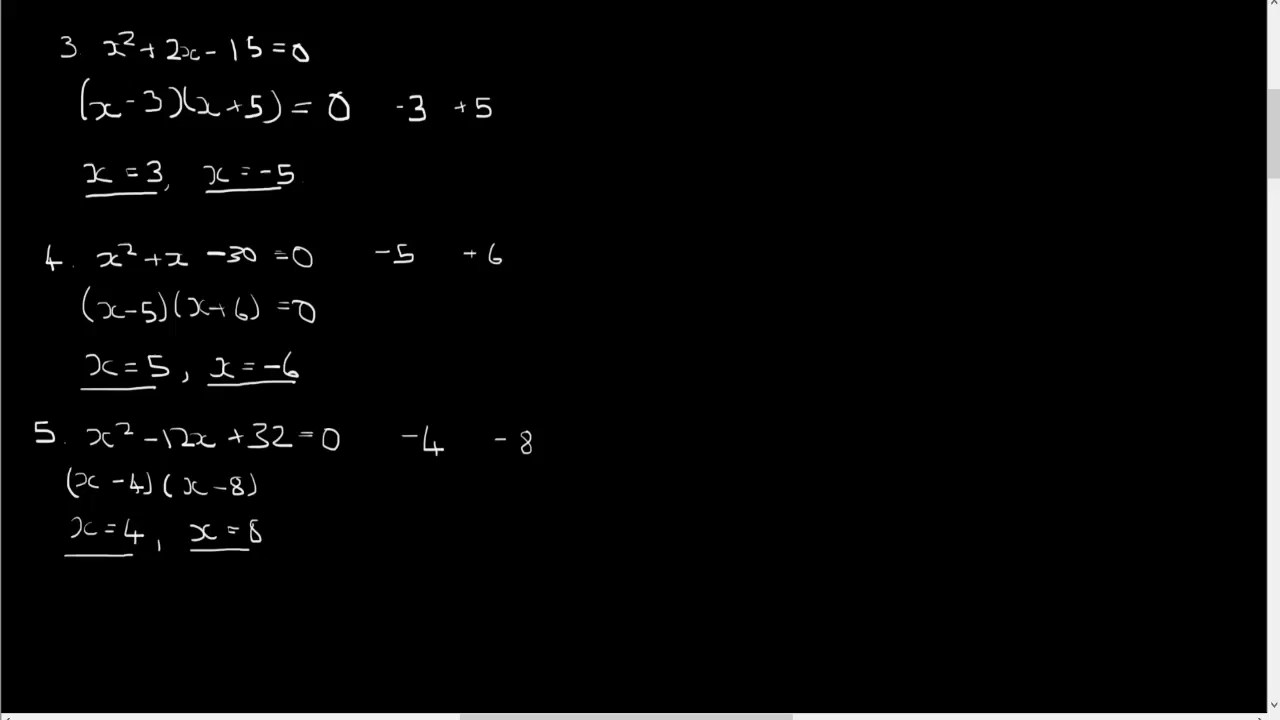 3. x² + 2x - 15 = 0
(x - 3)(x + 5) = 0 -3 +5
x = 3, x = -5
4. x² + x - 30 = 0 -5 +6
(x - 5)(x + 6) = 0
x = 5, x = -6
5. x² - 12x + 32 = 0 -4 -8
(x - 4)(x - 8)
x = 4, x = 8